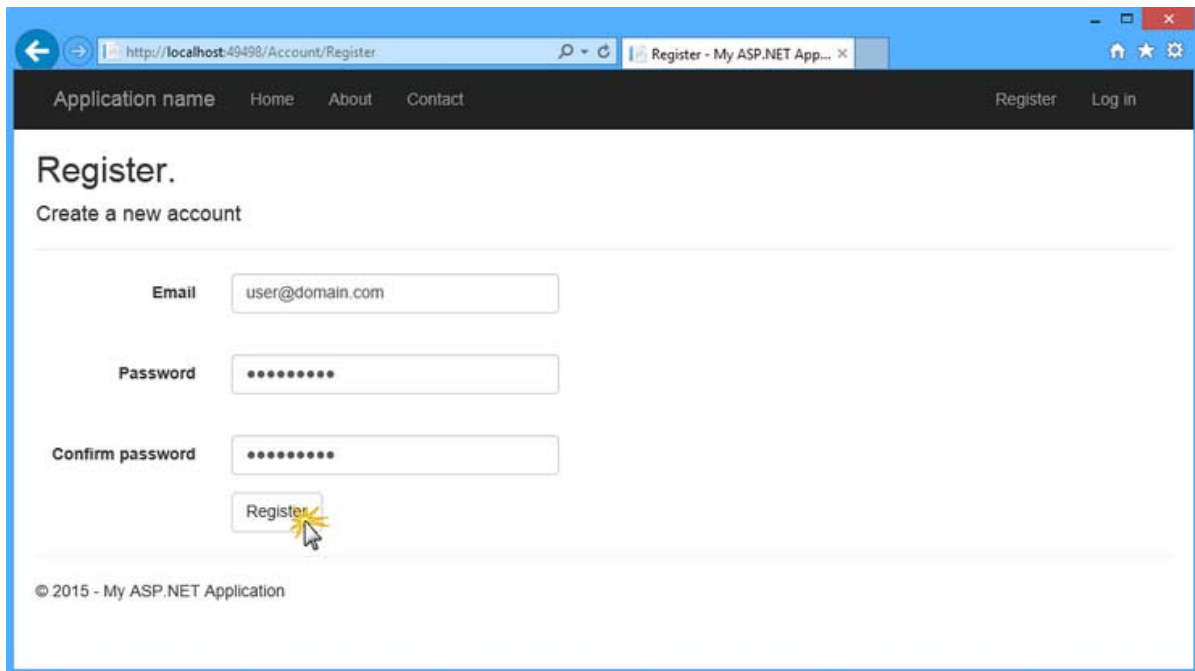 http://localhost:49498/Account/Register
Register - My ASP.NET App...
Application name Home About Contact Register Log in
Register.
Create a new account
Email user@domain.com
Password •••••••••
Confirm password •••••••••
Register
© 2015 - My ASP.NET Application